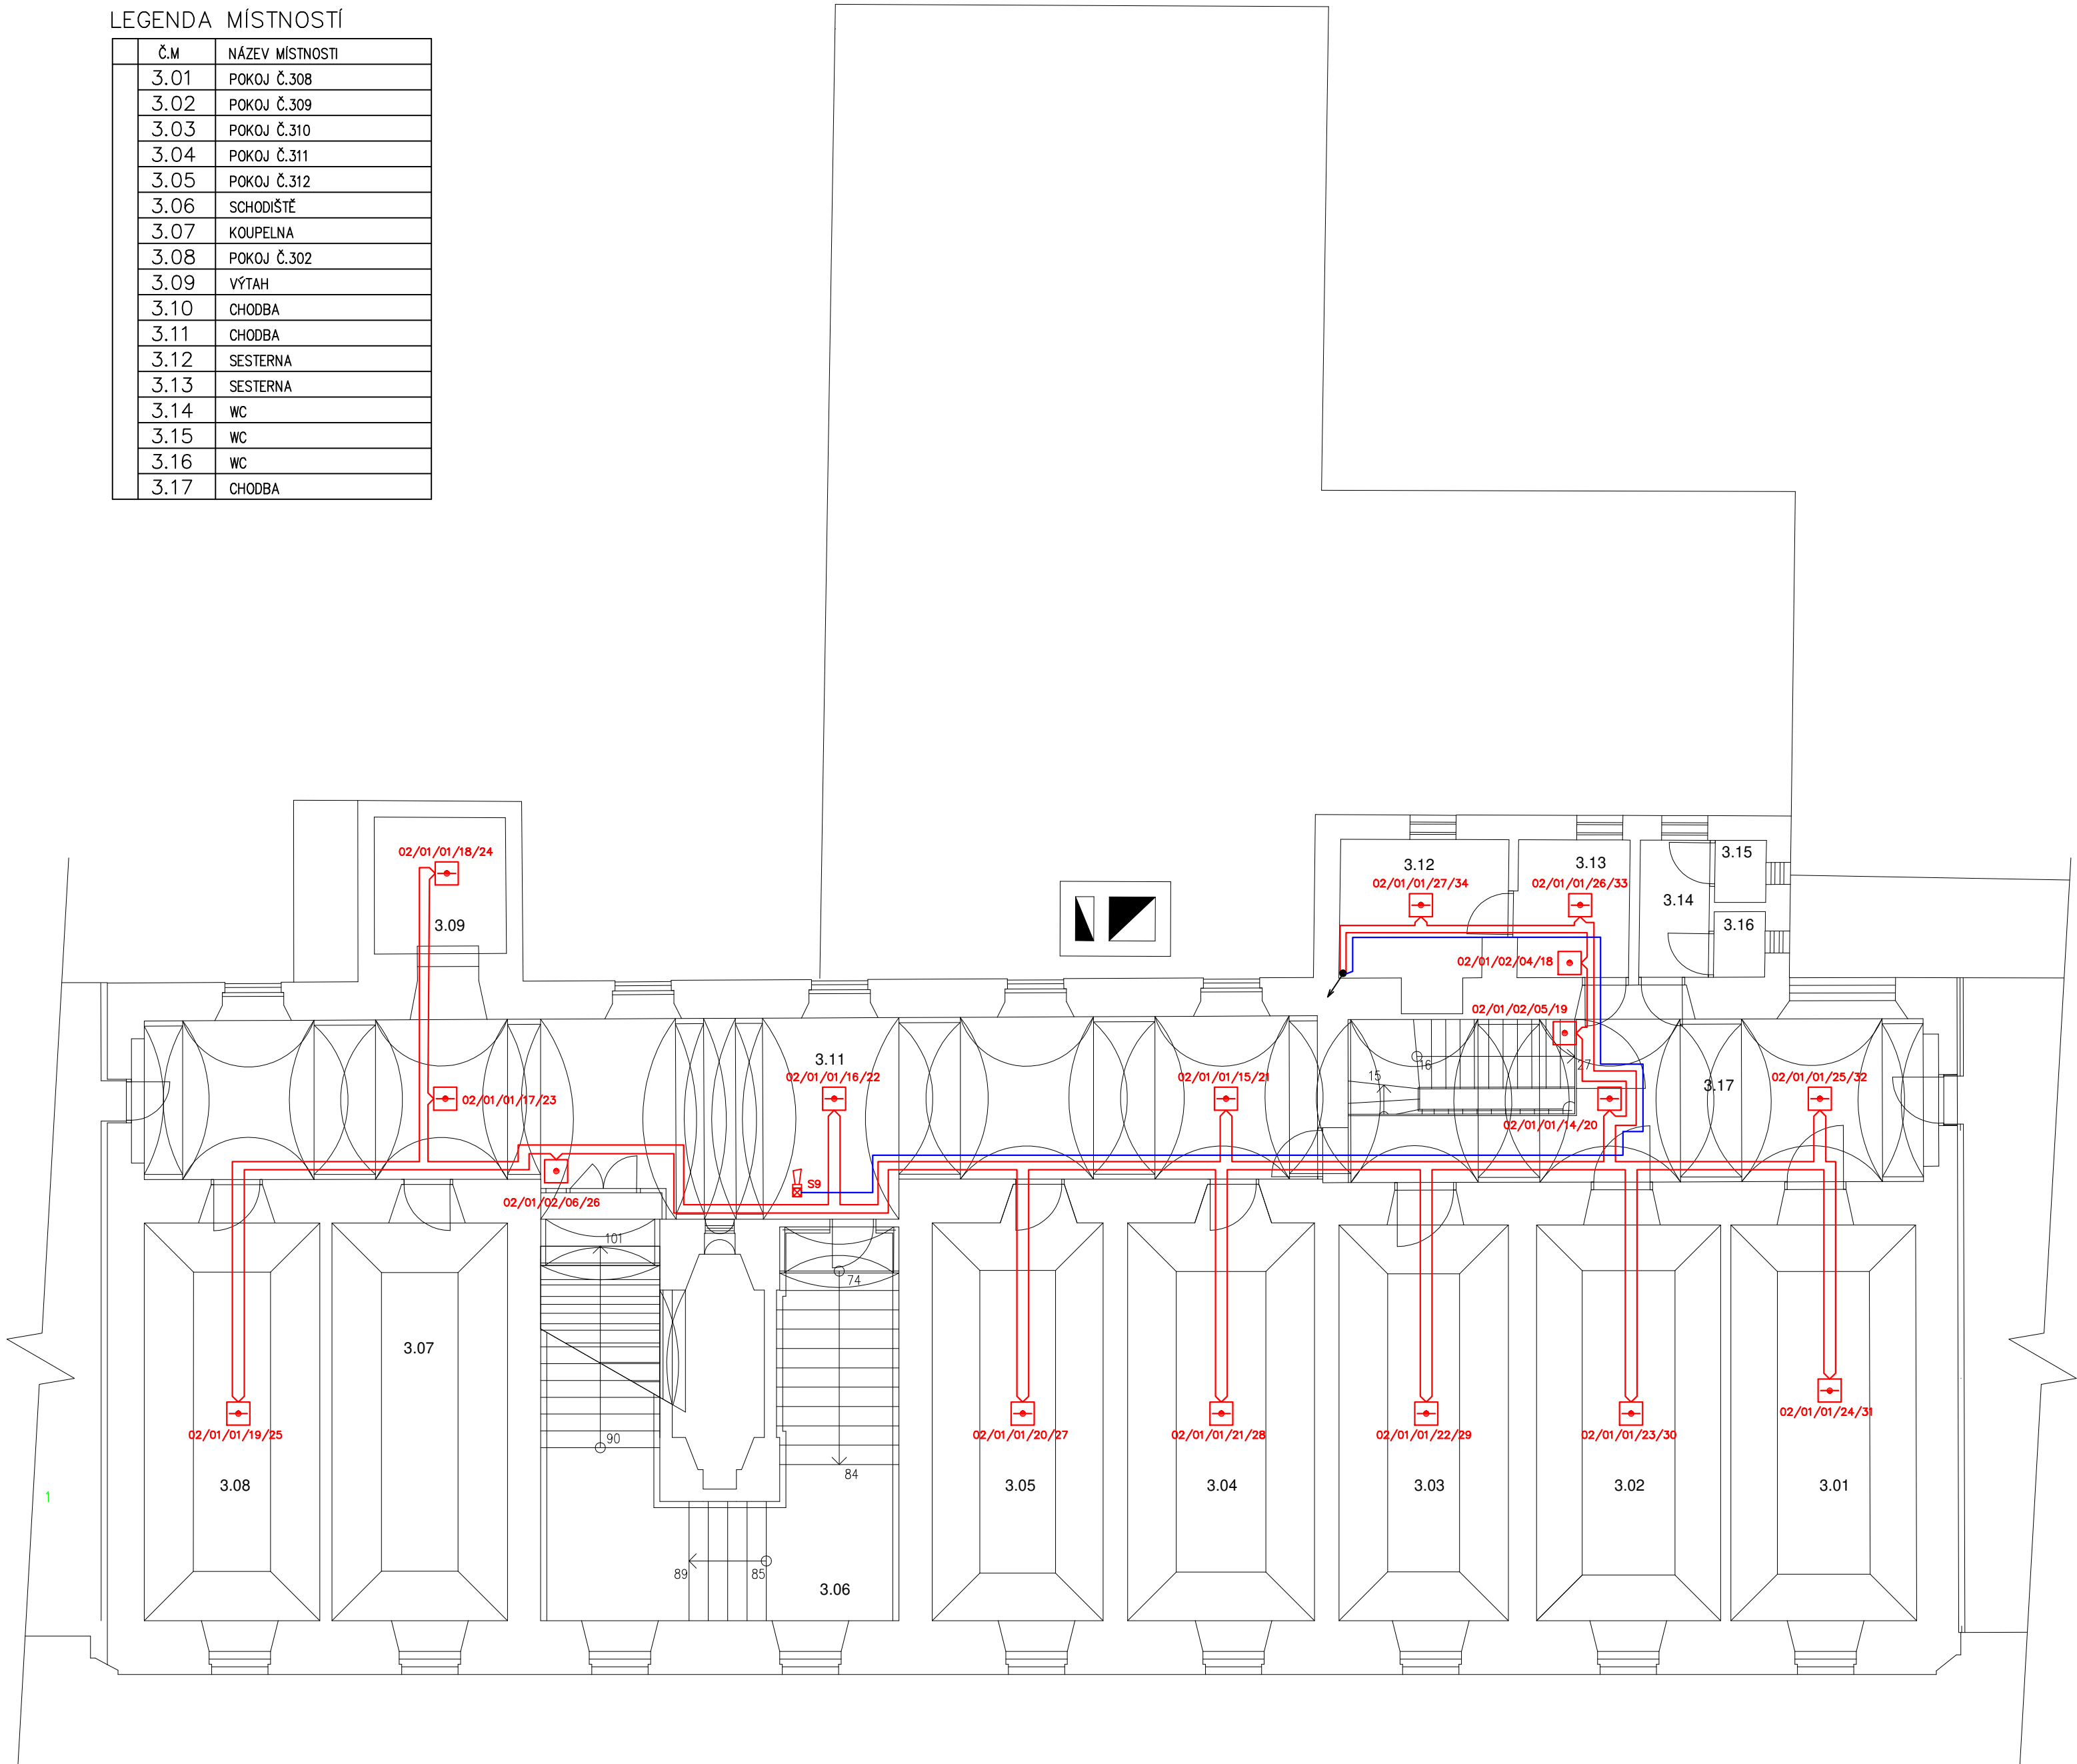 LEGENDA MÍSTNOSTÍ
Č.M NÁZEV MÍSTNOSTI
3.01 POKOJ Č.308
3.02 POKOJ Č.309
3.03 POKOJ Č.310
3.04 POKOJ Č.311
3.05 POKOJ Č.312
3.06 SCHODIŠTĚ
3.07 KOUPELNA
3.08 POKOJ Č.302
3.09 VÝTAH
3.10 CHODBA
3.11 CHODBA
3.12 SESTERNA
3.13 SESTERNA
3.14 WC
3.15 WC
3.16 WC
3.17 CHODBA
02/01/01/18/24
3.09
3.12
02/01/01/27/34
3.13
02/01/01/26/33
3.15
3.14
3.16
02/01/02/04/18
02/01/02/05/19
3.11
02/01/01/16/22
02/01/01/17/23
02/01/01/15/21
16
15
27
3.17
02/01/01/25/32
02/01/01/14/20
S9
02/01/02/06/26
101
74
3.07
90
84
02/01/01/19/25
02/01/01/20/27
02/01/01/21/28
02/01/01/22/29
02/01/01/23/30
02/01/01/24/31
3.08
3.05
3.04
3.03
3.02
3.01
1
89
85
3.06